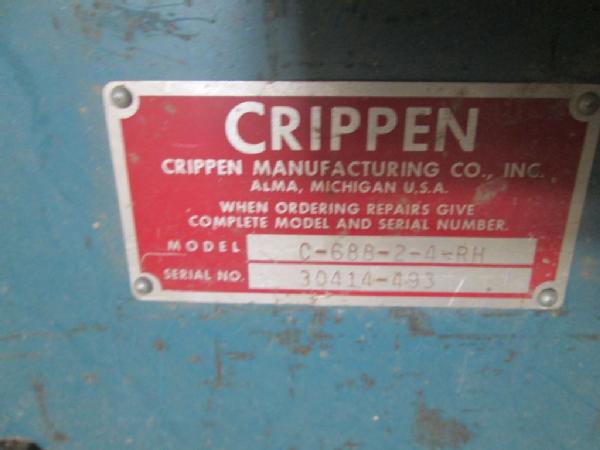 CRIPPEN
CRIPPEN MANUFACTURING CO., INC.
ALMA, MICHIGAN U.S.A.
WHEN ORDERING REPAIRS GIVE
COMPLETE MODEL AND SERIAL NUMBER.
MODEL C-688-2-4-RH
SERIAL NO. 30414-493